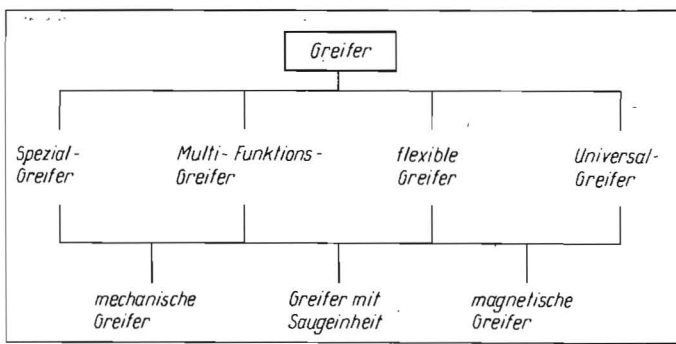 Greifer
Spezial-
Greifer
Multi-Funktions-
Greifer
flexible
Greifer
Universal-
Greifer
mechanische
Greifer
Greifer mit
Saugeinheit
magnetische
Greifer